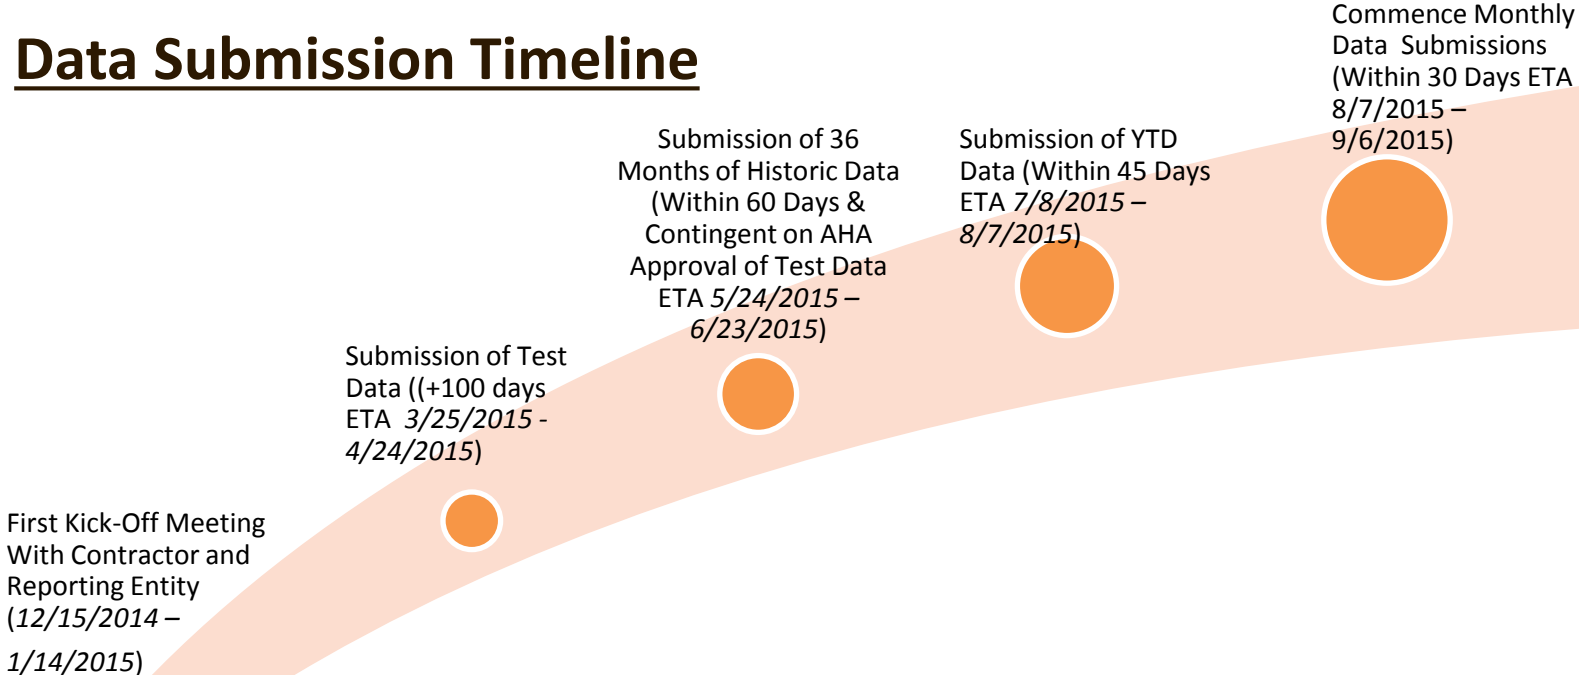 Data Submission Timeline
First Kick-Off Meeting
With Contractor and
Reporting Entity
(12/15/2014 –
1/14/2015)
Submission of Test
Data ((+100 days
ETA 3/25/2015 -
4/24/2015)
Submission of 36
Months of Historic Data
(Within 60 Days &
Contingent on AHA
Approval of Test Data
ETA 5/24/2015 –
6/23/2015)
Submission of YTD
Data (Within 45 Days
ETA 7/8/2015 –
8/7/2015)
Commence Monthly
Data Submissions
(Within 30 Days ETA
8/7/2015 –
9/6/2015)